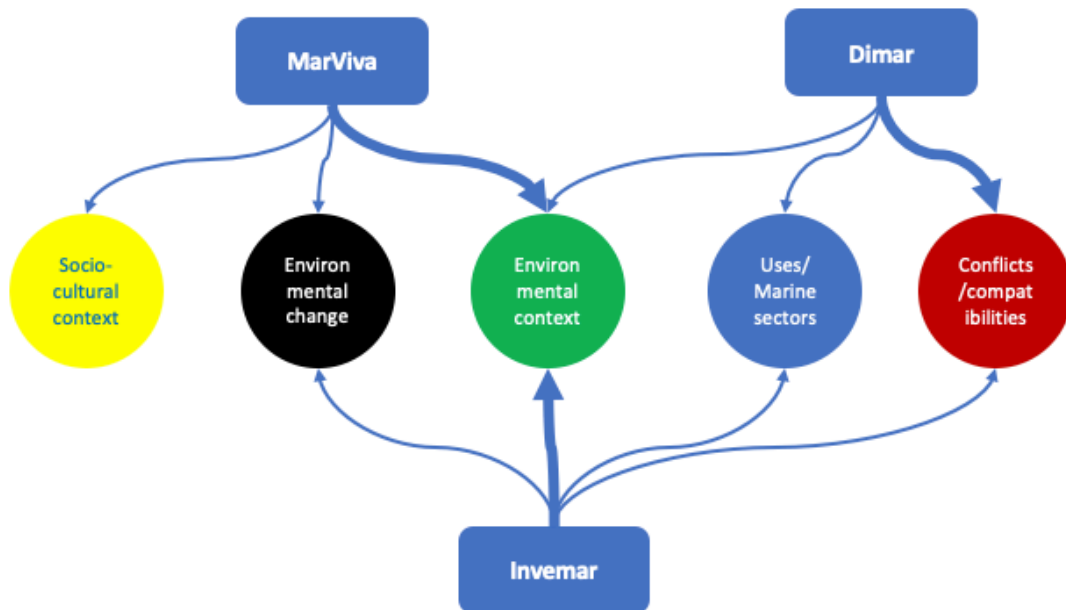 MarViva
Dimar
Socio-
cultural
context
Environ
mental
change
Environ
mental
context
Uses/
Marine
sectors
Conflicts
/compat
ibilities
Invemar